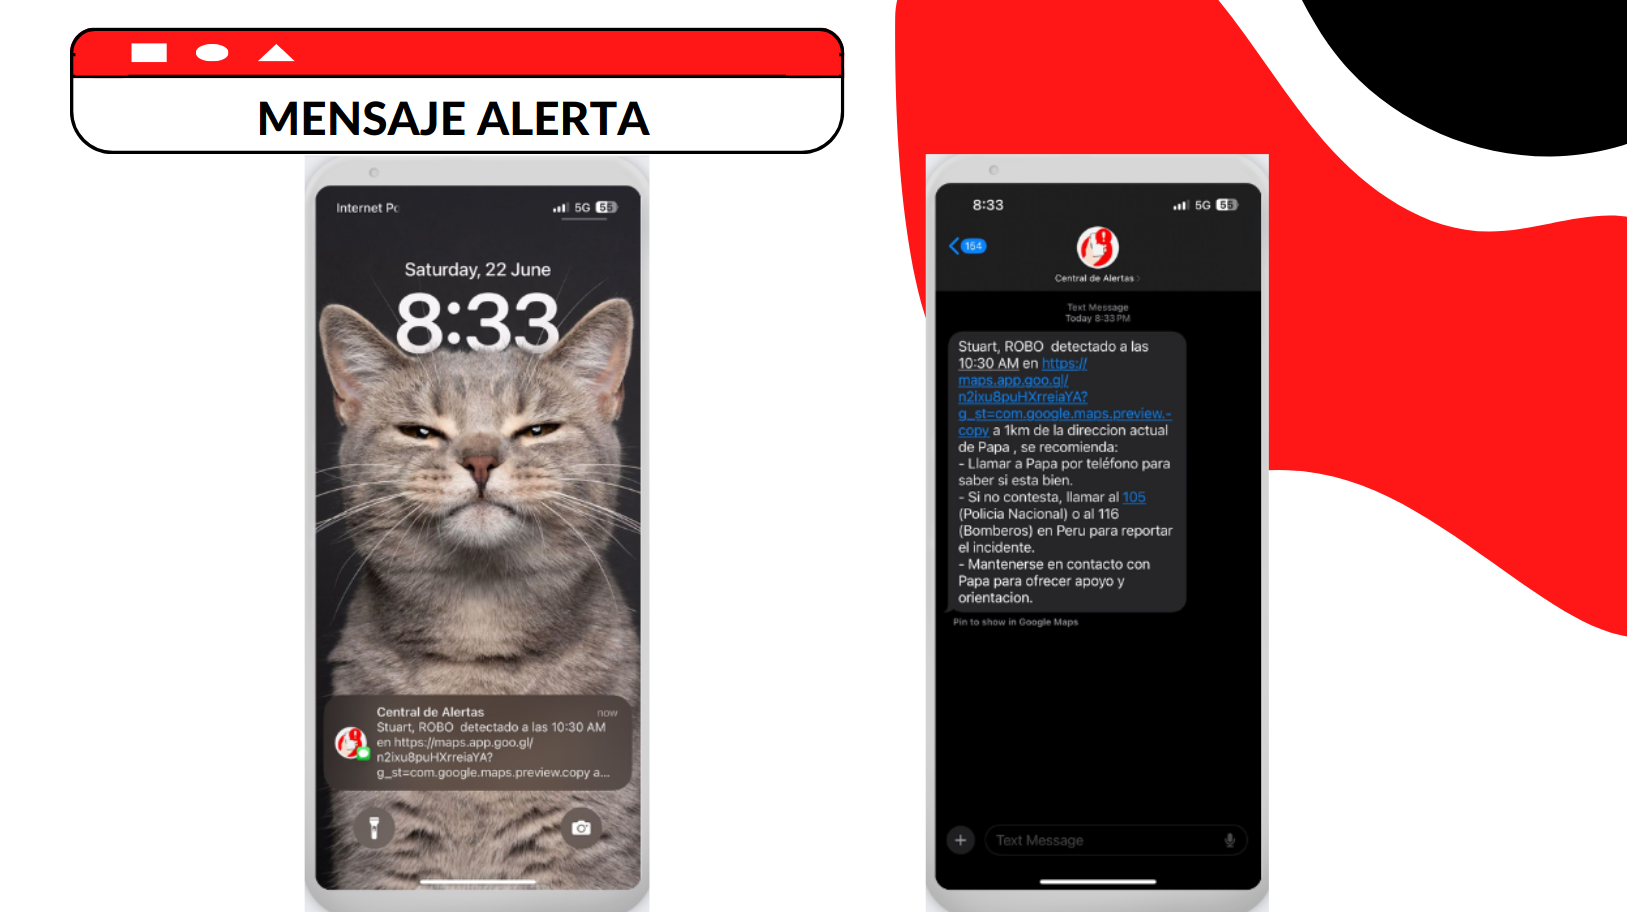 MENSAJE ALERTA
Internet Pc
5G 55
Saturday, 22 June
8:33
Central de Alertas now
Stuart, ROBO detectado a las 10:30 AM
en https://maps.app.goo.gl/
n2ixu8puHXrreiaYA?
g_st=com.google.maps.preview.copy a...
8:33
5G 55
154
Central de Alertas
Text Message
Today 8:33 PM
Stuart, ROBO detectado a las
10:30 AM en https://
maps.app.goo.gl/
n2ixu8puHXrreiaYA?
g_st=com.google.maps.preview.-
copy a 1km de la direccion actual
de Papa , se recomienda:
- Llamar a Papa por teléfono para
saber si esta bien.
- Si no contesta, llamar al 105
(Policia Nacional) o al 116
(Bomberos) en Peru para reportar
el incidente.
- Mantenerse en contacto con
Papa para ofrecer apoyo y
orientacion.
Pin to show in Google Maps
Text Message